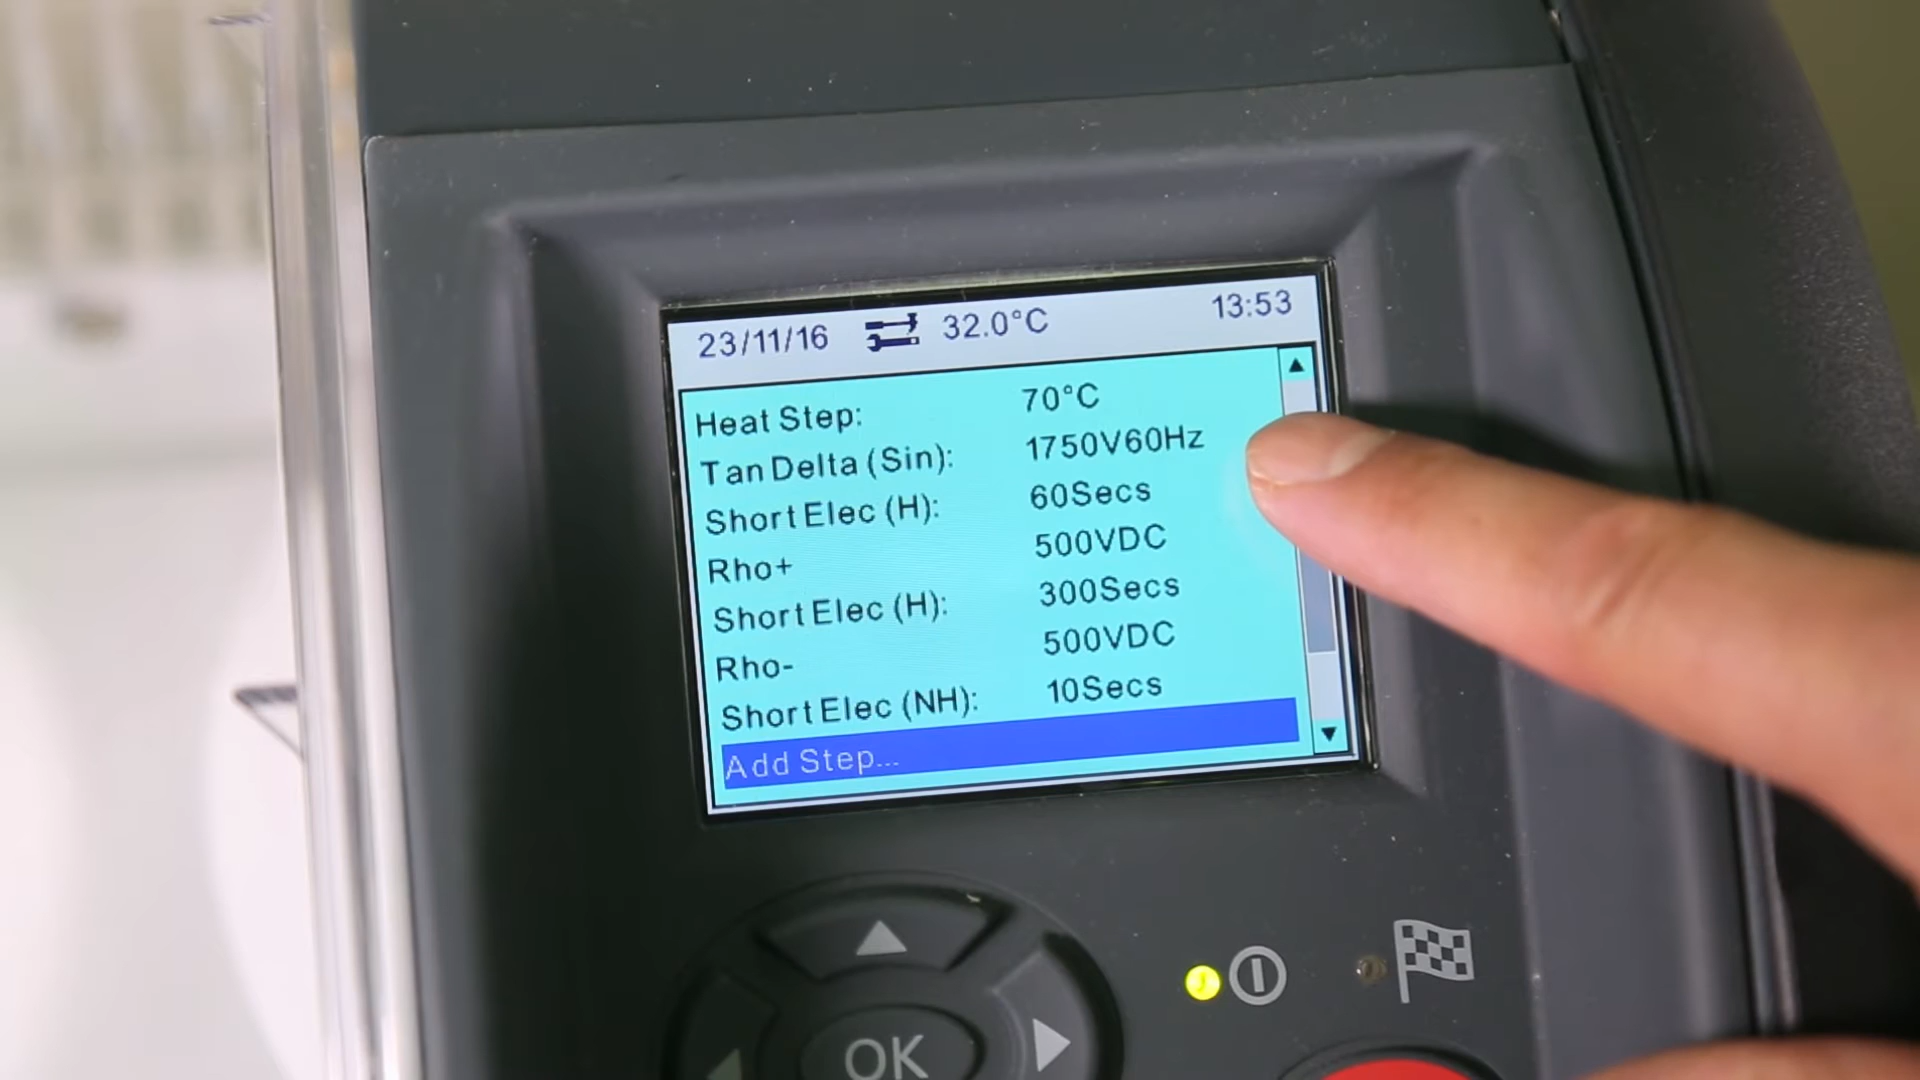 23/11/16 32.0°C 13:53
Heat Step: 70°C
Tan Delta (Sin): 1750V60Hz
Short Elec (H): 60Secs
Rho+ 500VDC
Short Elec (H): 300Secs
Rho- 500VDC
Short Elec (NH): 10Secs
Add Step...
OK